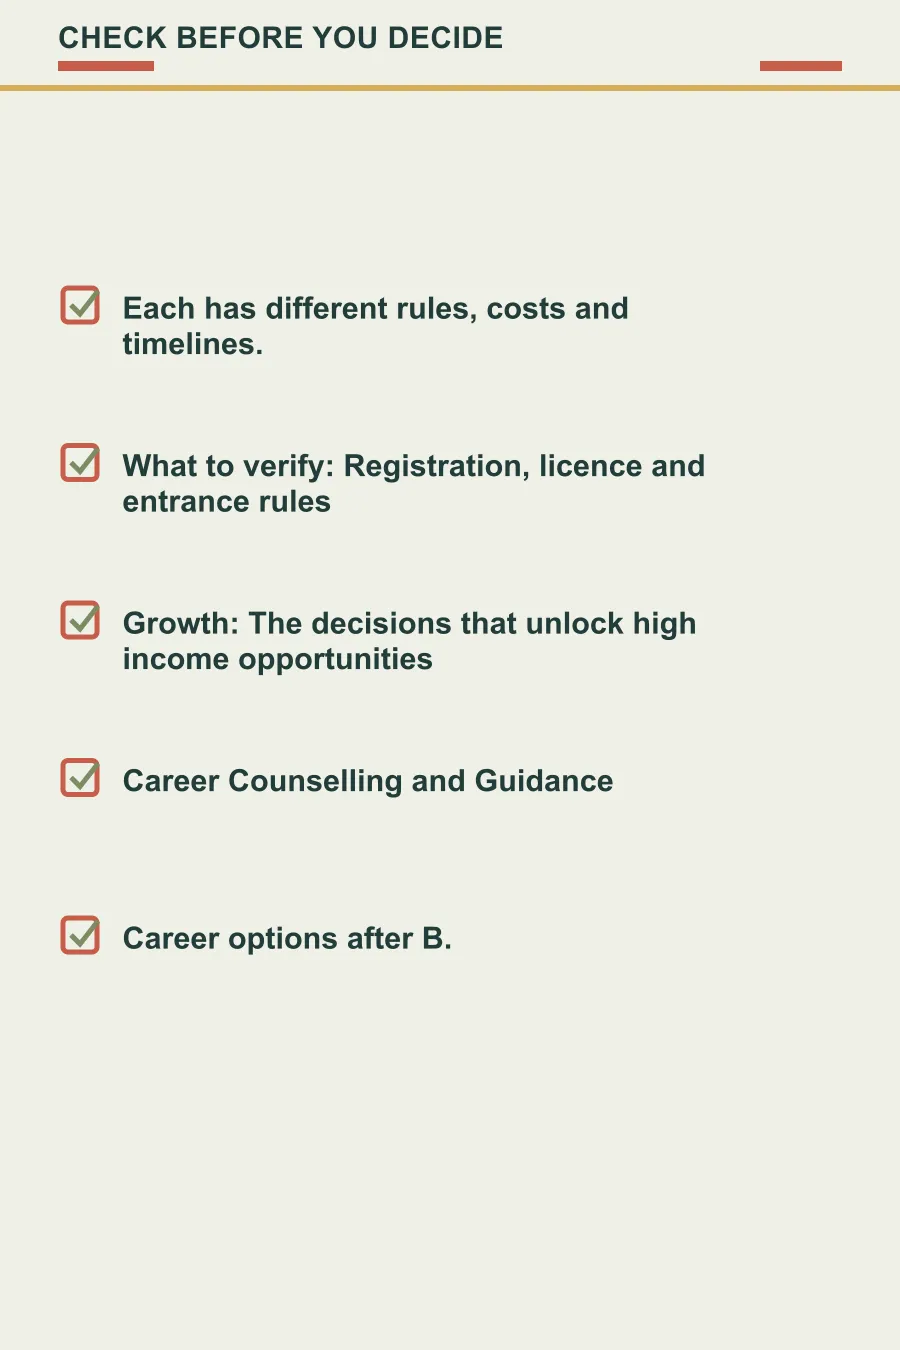 CHECK BEFORE YOU DECIDE
Each has different rules, costs and
timelines.
What to verify: Registration, licence and
entrance rules
Growth: The decisions that unlock high
income opportunities
Career Counselling and Guidance
Career options after B.